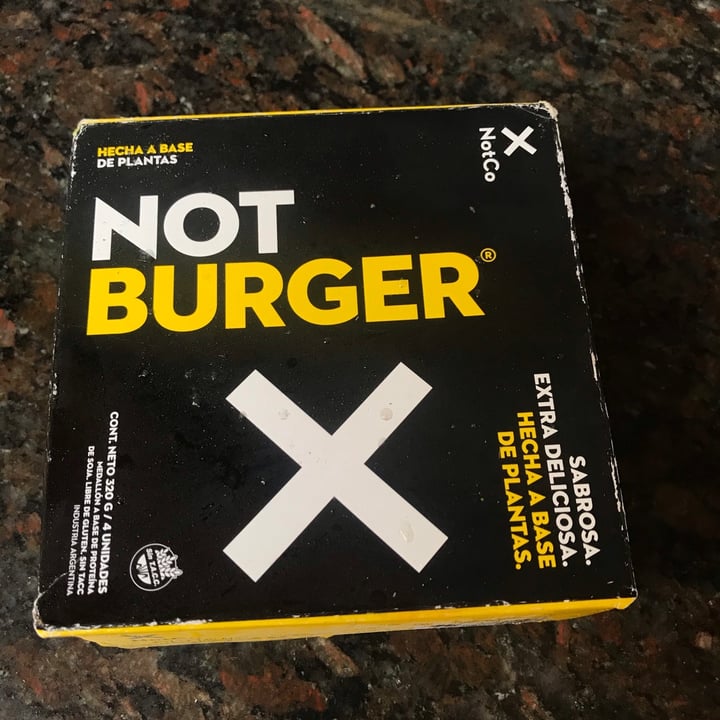 HECHA A BASE
DE PLANTAS
NotCo
NOT
BURGER®
SABROSA.
EXTRA DELICIOSA.
HECHA A BASE
DE PLANTAS.
CONT. NETO 320 G / 4 UNIDADES
MEDALLÓN A BASE DE PROTEÍNA
DE SOJA. LIBRE DE GLUTEN. SIN TACC
INDUSTRIA ARGENTINA
Sin T.A.C.C.